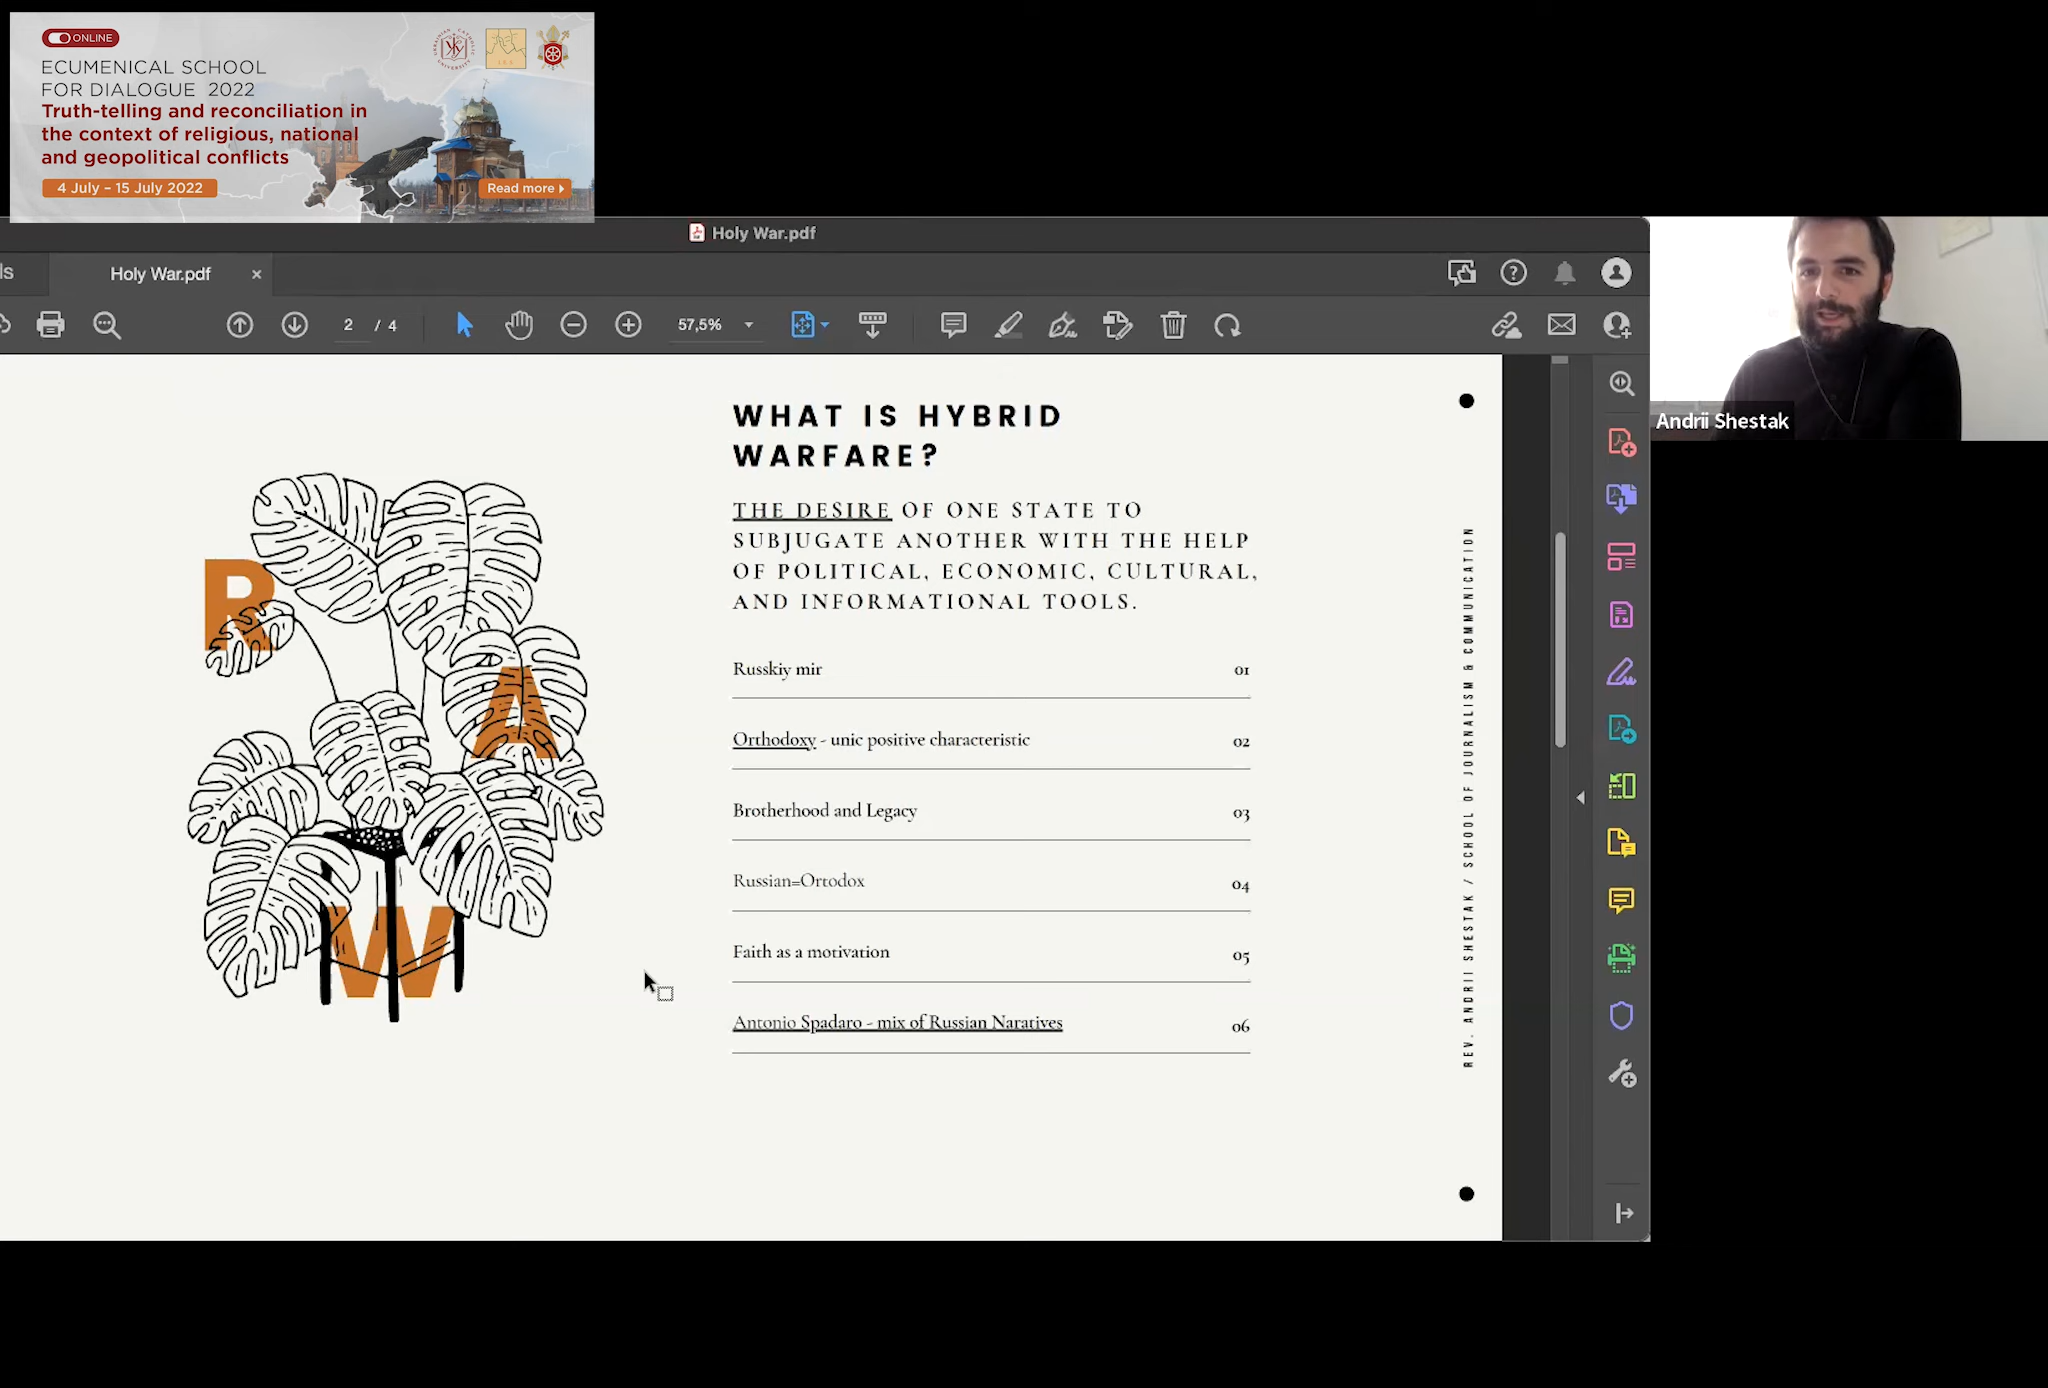 ONLINE
ECUMENICAL SCHOOL
FOR DIALOGUE 2022
Truth-telling and reconciliation in
the context of religious, national
and geopolitical conflicts
4 July – 15 July 2022
Read more
Holy War.pdf
ls
Holy War.pdf
2 / 4
57,5%
Andrii Shestak
WHAT IS HYBRID
WARFARE?
THE DESIRE OF ONE STATE TO
SUBJUGATE ANOTHER WITH THE HELP
OF POLITICAL, ECONOMIC, CULTURAL,
AND INFORMATIONAL TOOLS.
R
A
W
Russkiy mir 01
Orthodoxy - unic positive characteristic 02
Brotherhood and Legacy 03
Russian=Ortodox 04
Faith as a motivation 05
Antonio Spadaro - mix of Russian Naratives 06
REV. ANDRII SHESTAK / SCHOOL OF JOURNALISM & COMMUNICATION